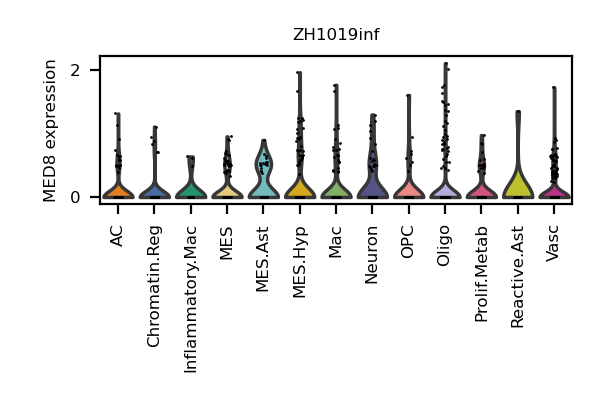 ZH1019inf
MED8 expression
2
0
AC
Chromatin.Reg
Inflammatory.Mac
MES
MES.Ast
MES.Hyp
Mac
Neuron
OPC
Oligo
Prolif.Metab
Reactive.Ast
Vasc